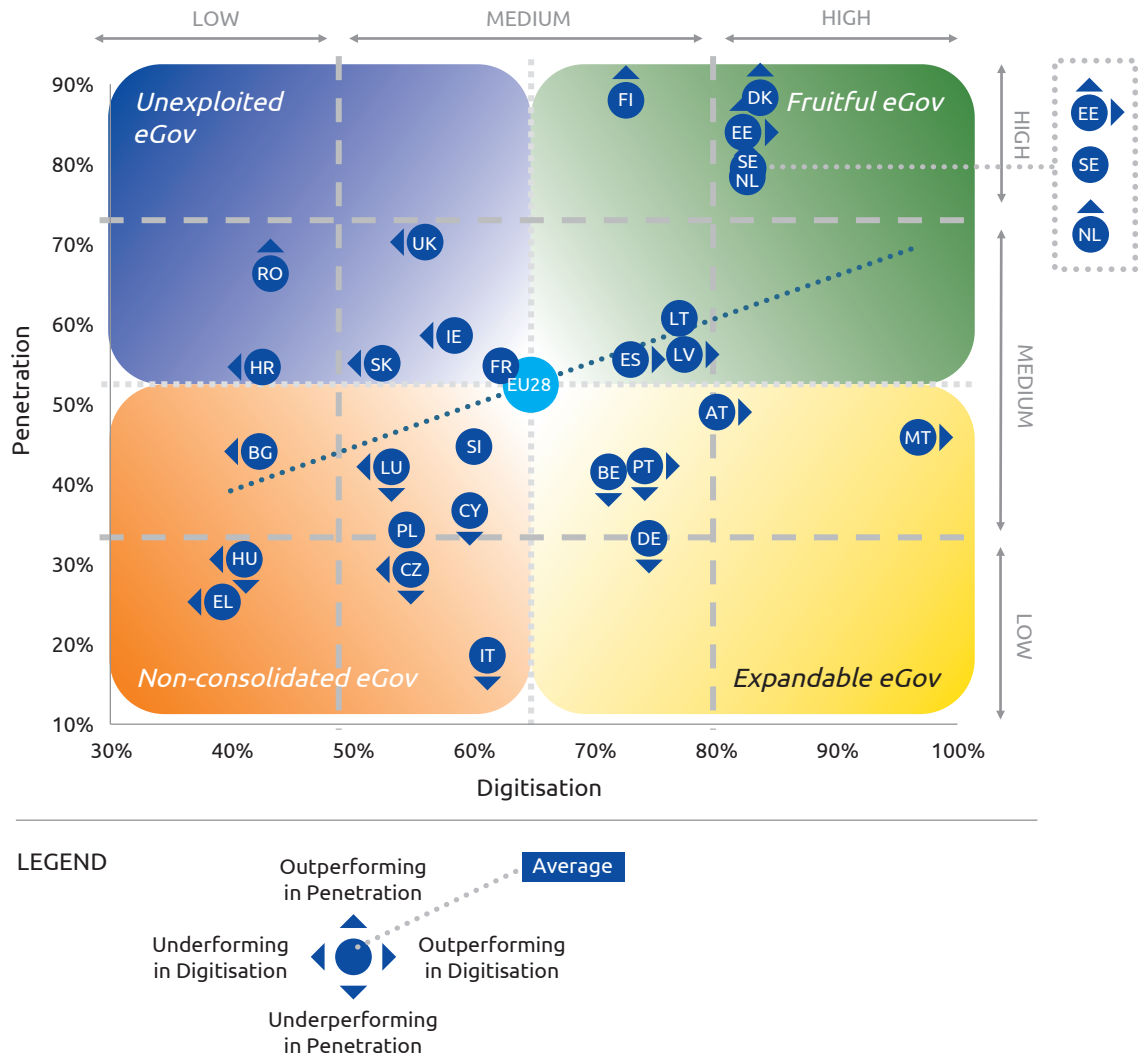 LOW
MEDIUM
HIGH
90%
80%
70%
60%
50%
40%
30%
20%
10%
Penetration
Unexploited
eGov
Fruitful eGov
Non-consolidated eGov
Expandable eGov
FI
DK
EE
SE
NL
UK
RO
IE
LT
HR
SK
FR
ES
LV
EU28
AT
MT
BG
SI
LU
BE
PT
CY
PL
DE
HU
CZ
EL
IT
HIGH
MEDIUM
LOW
EE
SE
NL
30%
40%
50%
60%
70%
80%
90%
100%
Digitisation
LEGEND
Average
Outperforming
in Penetration
Underforming
in Digitisation
Outperforming
in Digitisation
Underperforming
in Penetration